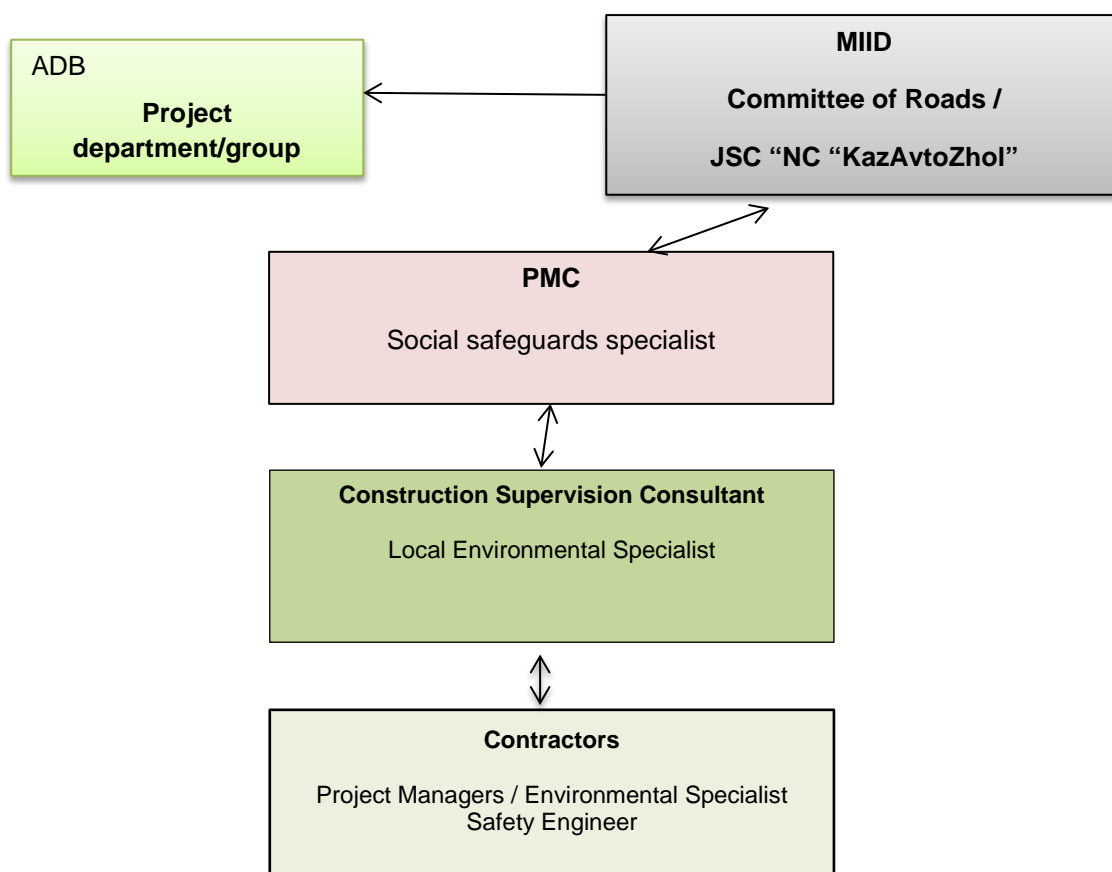 ADB
Project
department/group
MIID
Committee of Roads /
JSC “NC “KazAvtoZhol”
PMC
Social safeguards specialist
Construction Supervision Consultant
Local Environmental Specialist
Contractors
Project Managers / Environmental Specialist
Safety Engineer